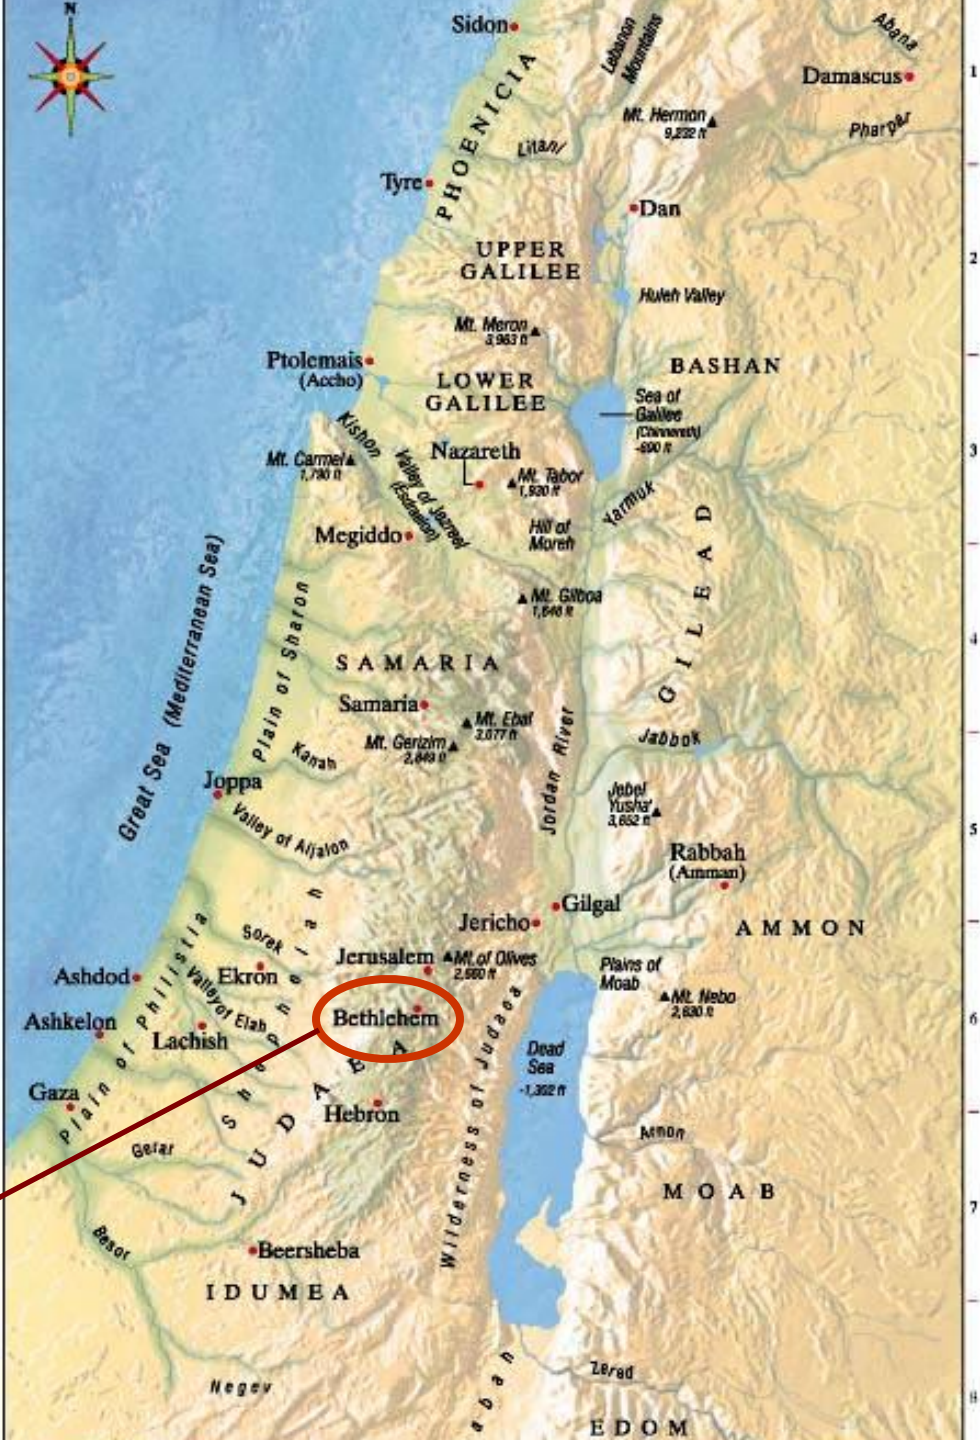 N
Sidon
Lebanon
Mountains
Abana
Damascus
1
PHOENICIA
Mt. Hermon
9,232 ft
Pharpar
Litani
Tyre
Dan
UPPER
GALILEE
2
Huleh Valley
Mt. Meron
3,963 ft
Ptolemais
(Accho)
BASHAN
LOWER
GALILEE
Sea of
Galilee
(Chinnereth)
-690 ft
Kishon
Nazareth
3
Mt. Carmel
1,790 ft
Valley of Jezreel
(Esdraelon)
Mt. Tabor
1,930 ft
Yarmuk
Megiddo
Hill of
Moreh
GILEAD
Mt. Gilboa
1,646 ft
Great Sea (Mediterranean Sea)
Plain of Sharon
4
SAMARIA
Samaria
Mt. Ebal
3,077 ft
Mt. Gerizim
2,849 ft
Jordan River
Jabbok
Kanah
Joppa
Jebel
Yusha'
3,652 ft
Valley of Aijalon
5
Rabbah
(Amman)
Gilgal
Jericho
AMMON
Shephelah
Sorek
Plain of Philistia
Jerusalem
Mt. of Olives
2,660 ft
Ashdod
Ekron
Plains of
Moab
Valley of Elah
Mt. Nebo
2,630 ft
Ashkelon
Bethlehem
6
Lachish
JUDAEA
Wilderness of Judaea
Dead
Sea
-1,302 ft
Gaza
Hebron
Arnon
Gerar
MOAB
7
Besor
Beersheba
IDUMEA
Zered
Negev
abah
8
EDOM